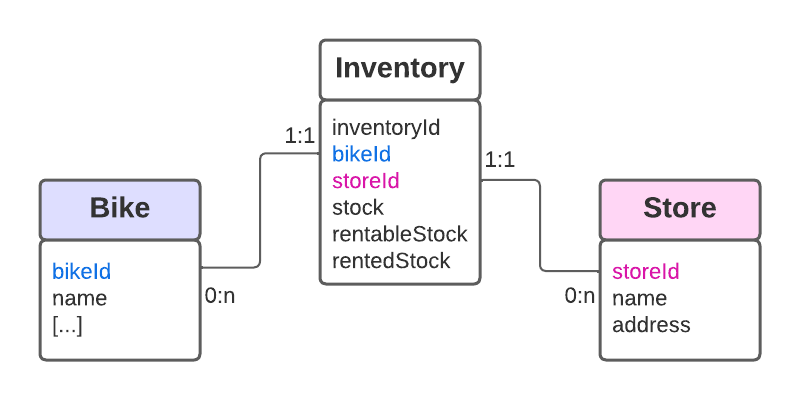 Inventory
inventoryId
bikeId
storeId
stock
rentableStock
rentedStock
1:1
1:1
Bike
bikeId
name
[...]
0:n
Store
storeId
name
address
0:n